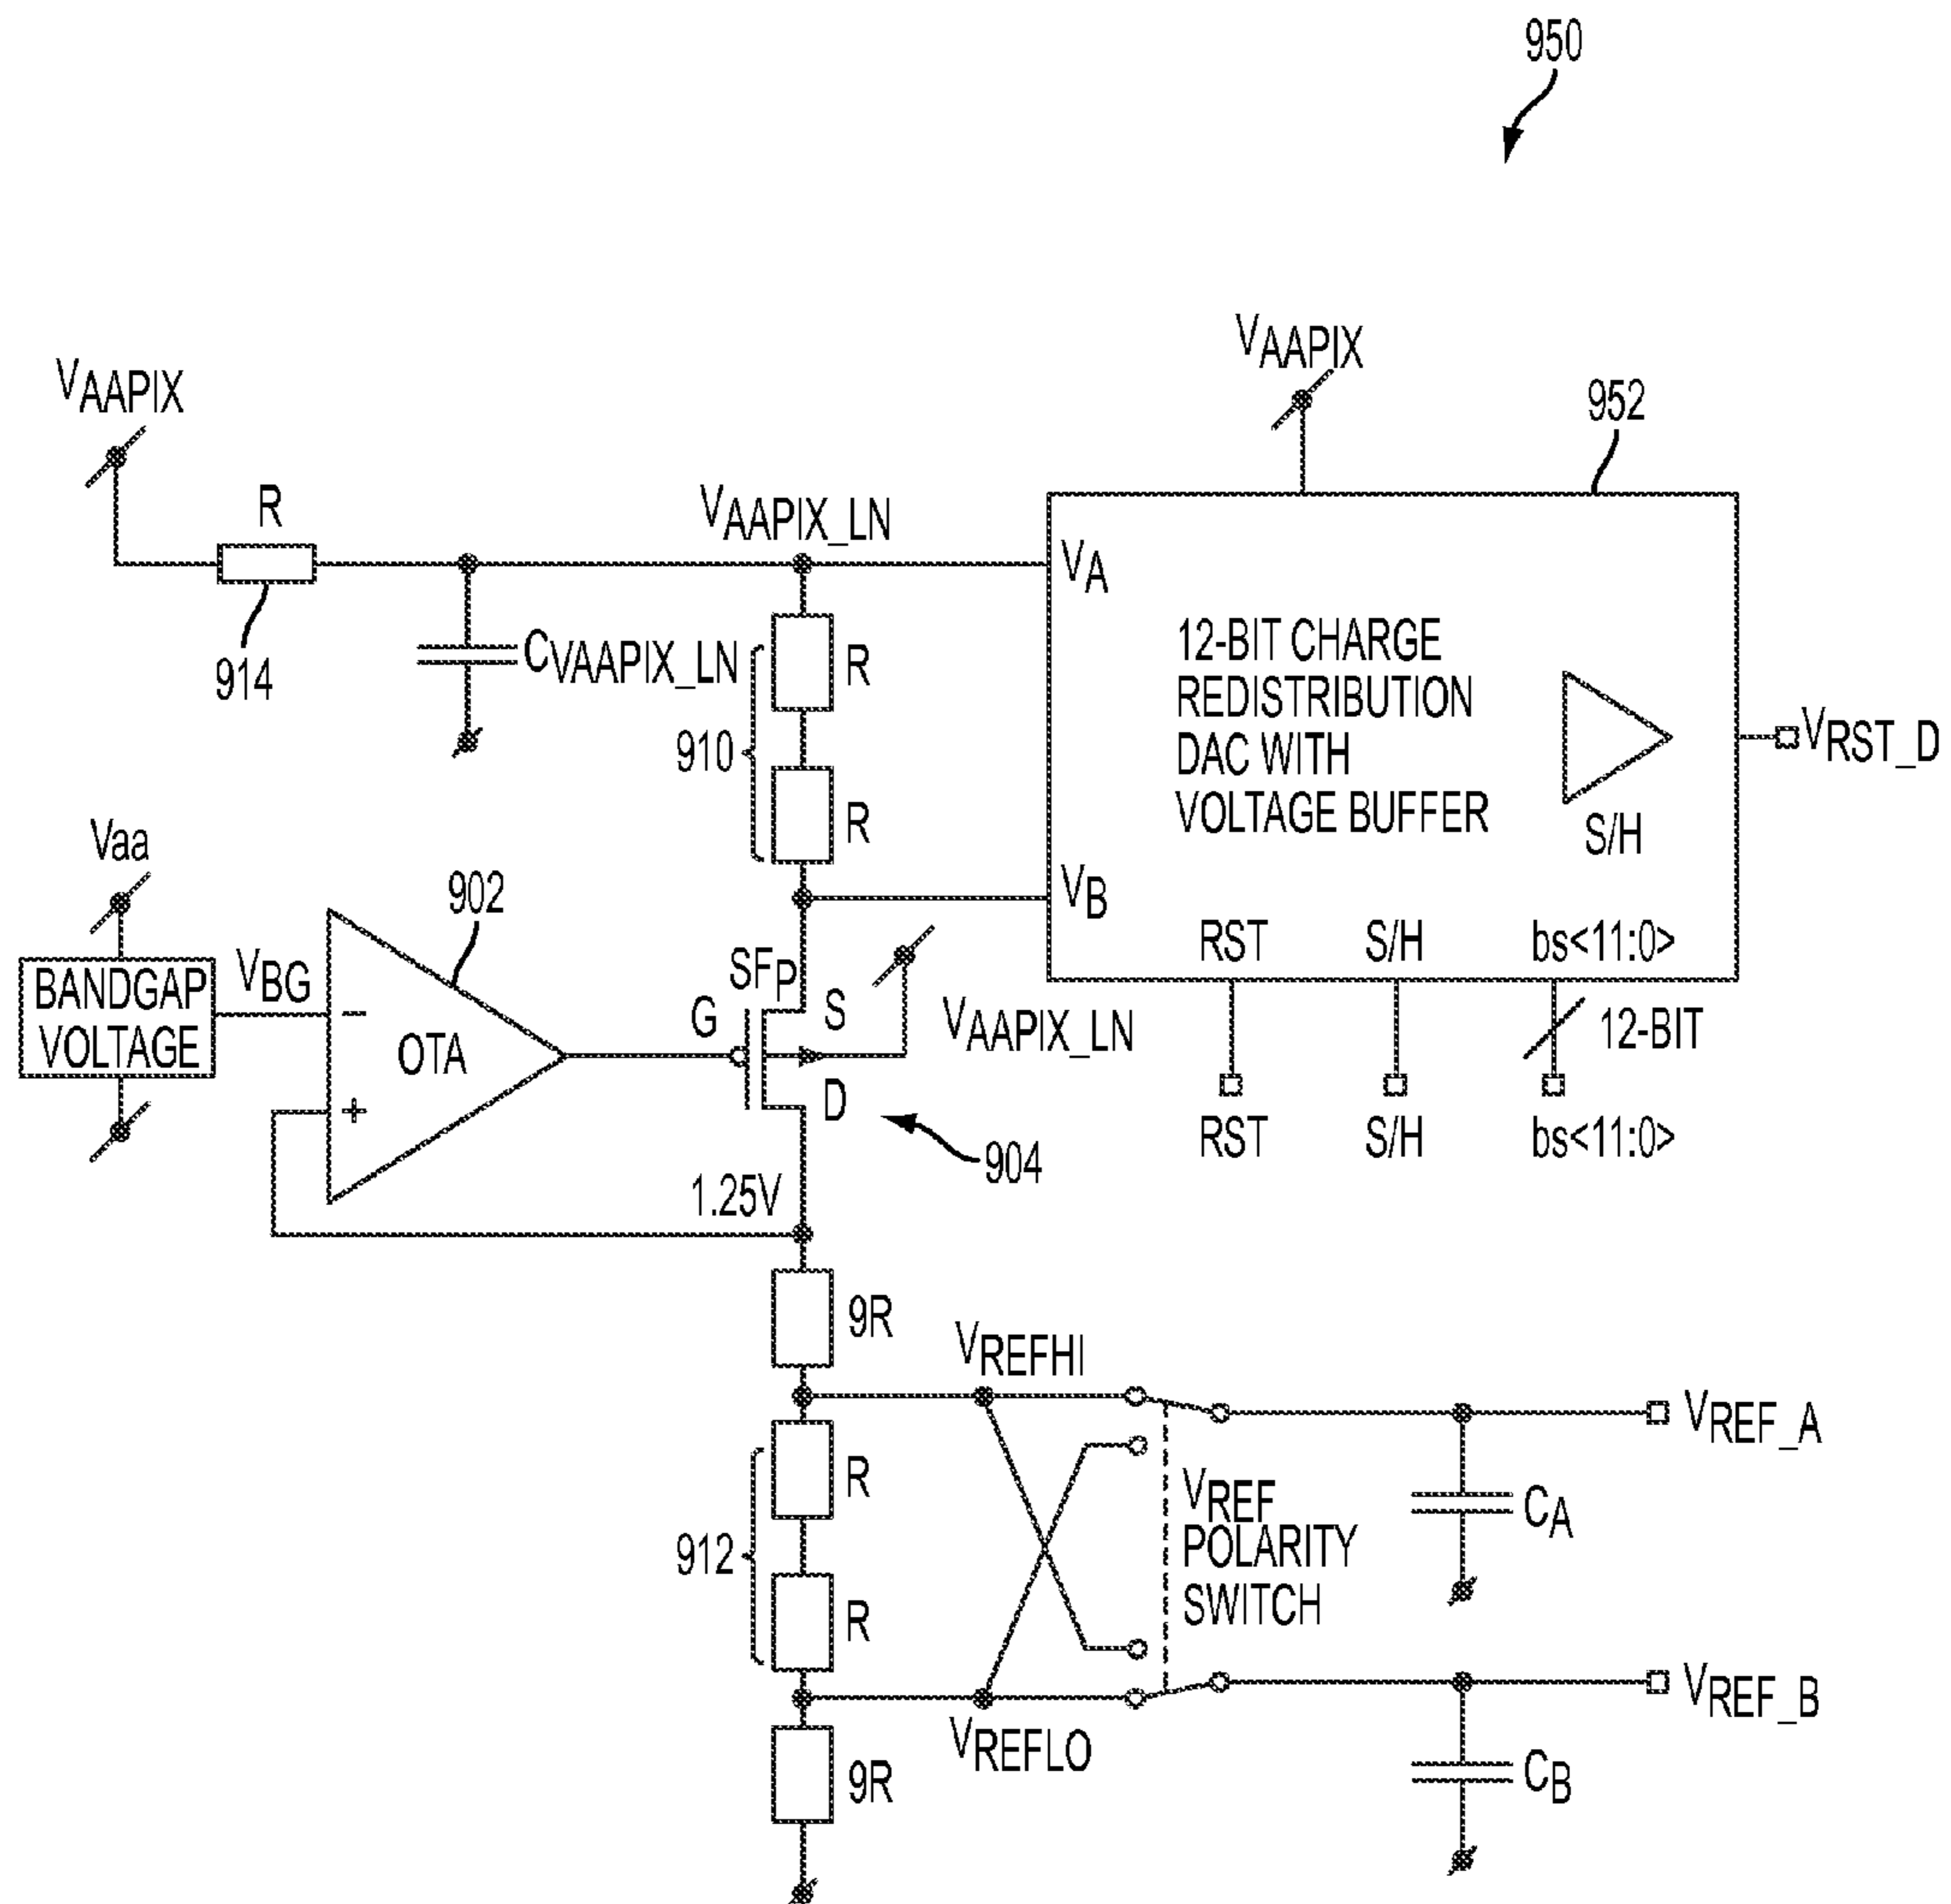 950
VAAPIX
952
VAAPIX
R
914
VAAPIX_LN
CVAAPIX_LN
R
910
R
VA
12-BIT CHARGE
REDISTRIBUTION
DAC WITH
VOLTAGE BUFFER
S/H
VRST_D
VB
RST
S/H
bs<11:0>
12-BIT
RST
S/H
bs<11:0>
Vaa
BANDGAP
VOLTAGE
VBG
902
-
OTA
+
SFP
G
S
D
VAAPIX_LN
904
1.25V
9R
VREFHI
R
912
R
VREF
POLARITY
SWITCH
VREF_A
CA
VREFLO
VREF_B
9R
CB